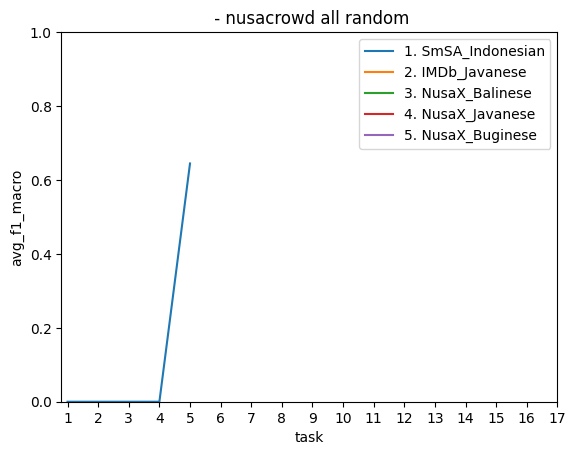 - nusacrowd all random
1. SmSA_Indonesian
2. IMDb_Javanese
3. NusaX_Balinese
4. NusaX_Javanese
5. NusaX_Buginese
avg_f1_macro
1.0
0.8
0.6
0.4
0.2
0.0
1 2 3 4 5 6 7 8 9 10 11 12 13 14 15 16 17
task